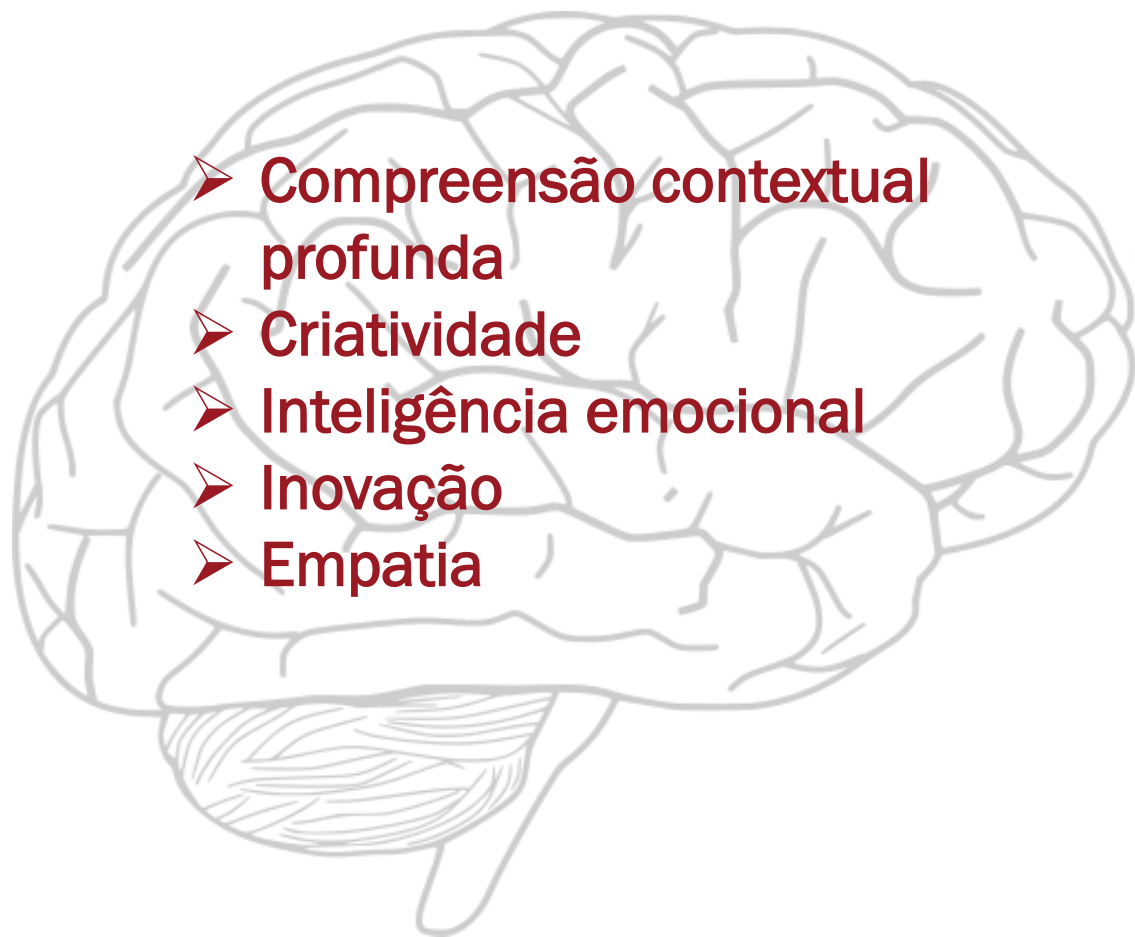 ➢ Compreensão contextual
profunda
➢ Criatividade
➢ Inteligência emocional
➢ Inovação
➢ Empatia